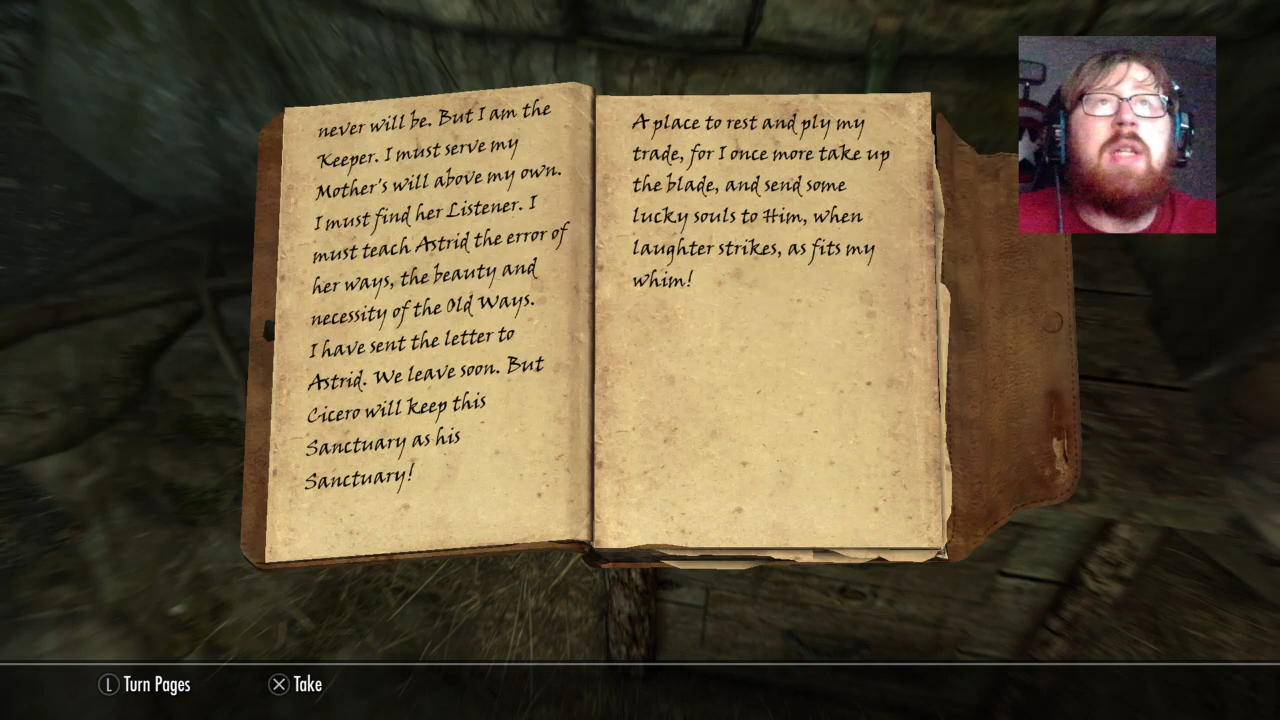 never will be. But I am the
Keeper. I must serve my
Mother's will above my own.
I must find her Listener. I
must teach Astrid the error of
her ways, the beauty and
necessity of the Old Ways.
I have sent the letter to
Astrid. We leave soon. But
Cicero will keep this
Sanctuary as his
Sanctuary!
A place to rest and ply my
trade, for I once more take up
the blade, and send some
lucky souls to Him, when
laughter strikes, as fits my
whim!
L Turn Pages
X Take